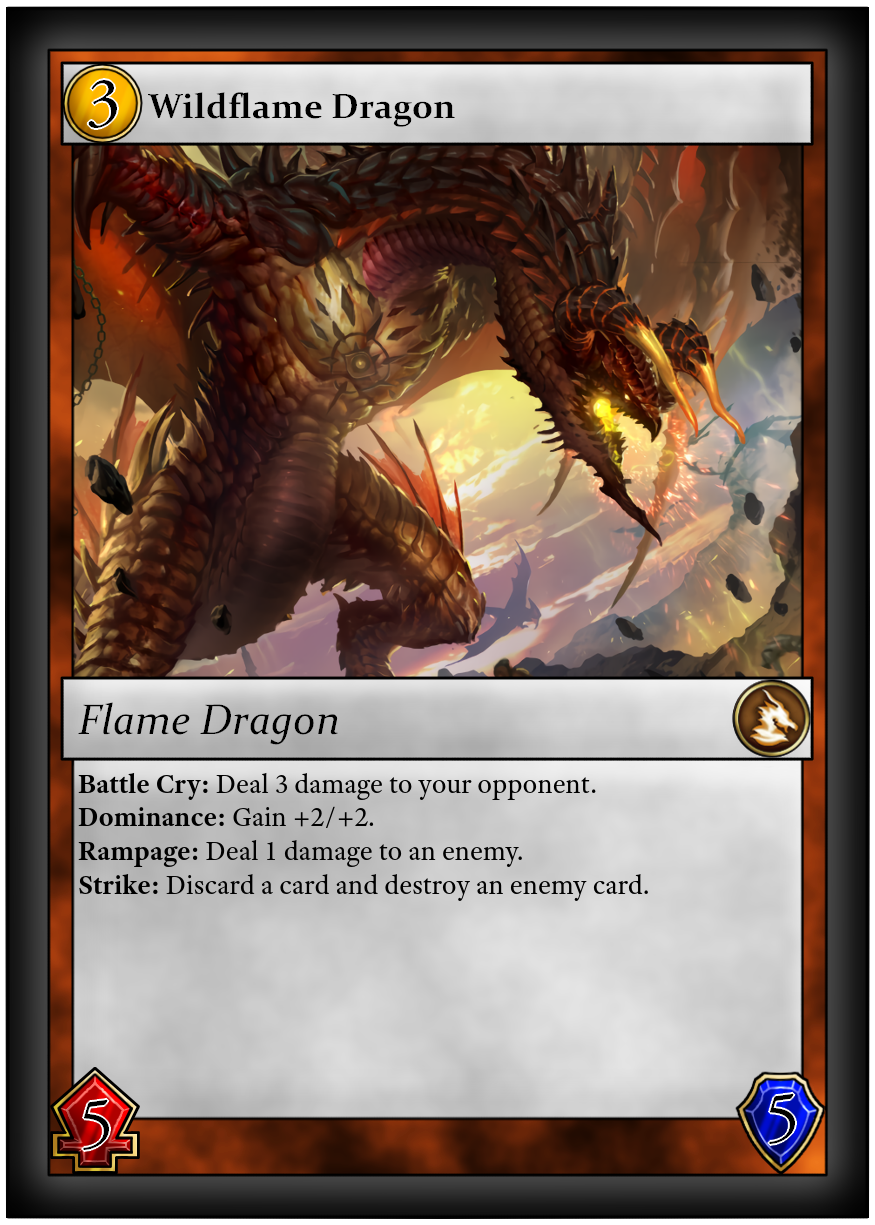 3 Wildflame Dragon
Flame Dragon
Battle Cry: Deal 3 damage to your opponent.
Dominance: Gain +2/+2.
Rampage: Deal 1 damage to an enemy.
Strike: Discard a card and destroy an enemy card.
5 5